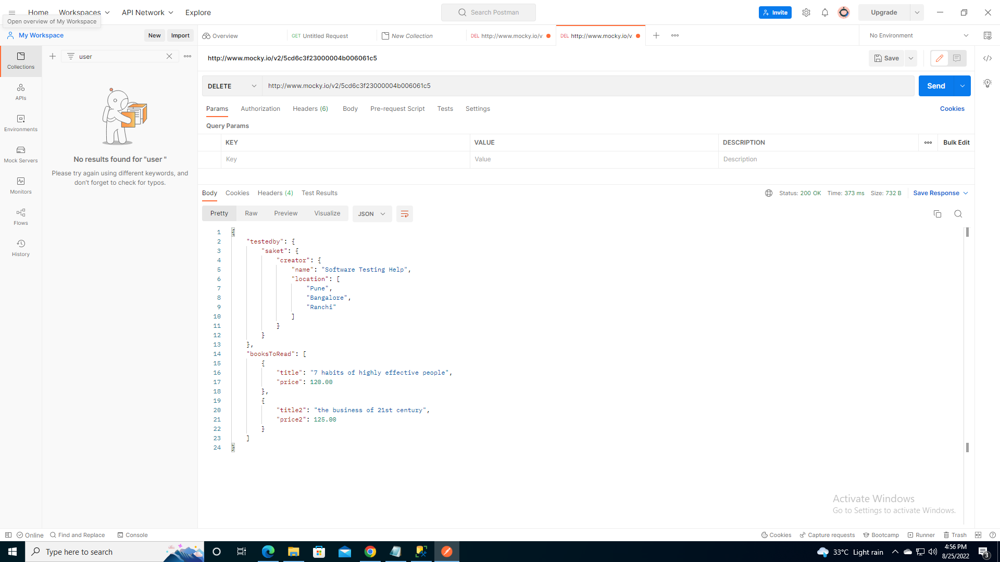 Home
Workspaces
API Network
Explore
Search Postman
Invite
Upgrade
Open overview of My Workspace
My Workspace
New
Import
Overview
GET Untitled Request
New Collection
DEL http://www.mocky.io/v
DEL http://www.mocky.io/v
No Environment
Collections
APIs
Environments
Mock Servers
Monitors
Flows
History
user
No results found for "user "
Please try again using different keywords, and
don't forget to check for typos.
http://www.mocky.io/v2/5cd6c3f23000004b006061c5
Save
DELETE
http://www.mocky.io/v2/5cd6c3f23000004b006061c5
Send
Params
Authorization
Headers (6)
Body
Pre-request Script
Tests
Settings
Cookies
Query Params
KEY
VALUE
DESCRIPTION
Bulk Edit
Key
Value
Description
Body
Cookies
Headers (4)
Test Results
Status: 200 OK
Time: 373 ms
Size: 732 B
Save Response
Pretty
Raw
Preview
Visualize
JSON
1 {
2 "testedby": {
3 "saket": {
4 "creator": {
5 "name": "Software Testing Help",
6 "location": [
7 "Pune",
8 "Bangalore",
9 "Ranchi"
10 ]
11 }
12 }
13 },
14 "booksToRead": [
15 {
16 "title": "7 habits of highly effective people",
17 "price": 120.00
18 },
19 {
20 "title2": "the business of 21st century",
21 "price2": 125.00
22 }
23 ]
24 }
Activate Windows
Go to Settings to activate Windows.
Online
Find and Replace
Console
Cookies
Capture requests
Bootcamp
Runner
Trash
Type here to search
33°C Light rain
4:56 PM
8/25/2022
3